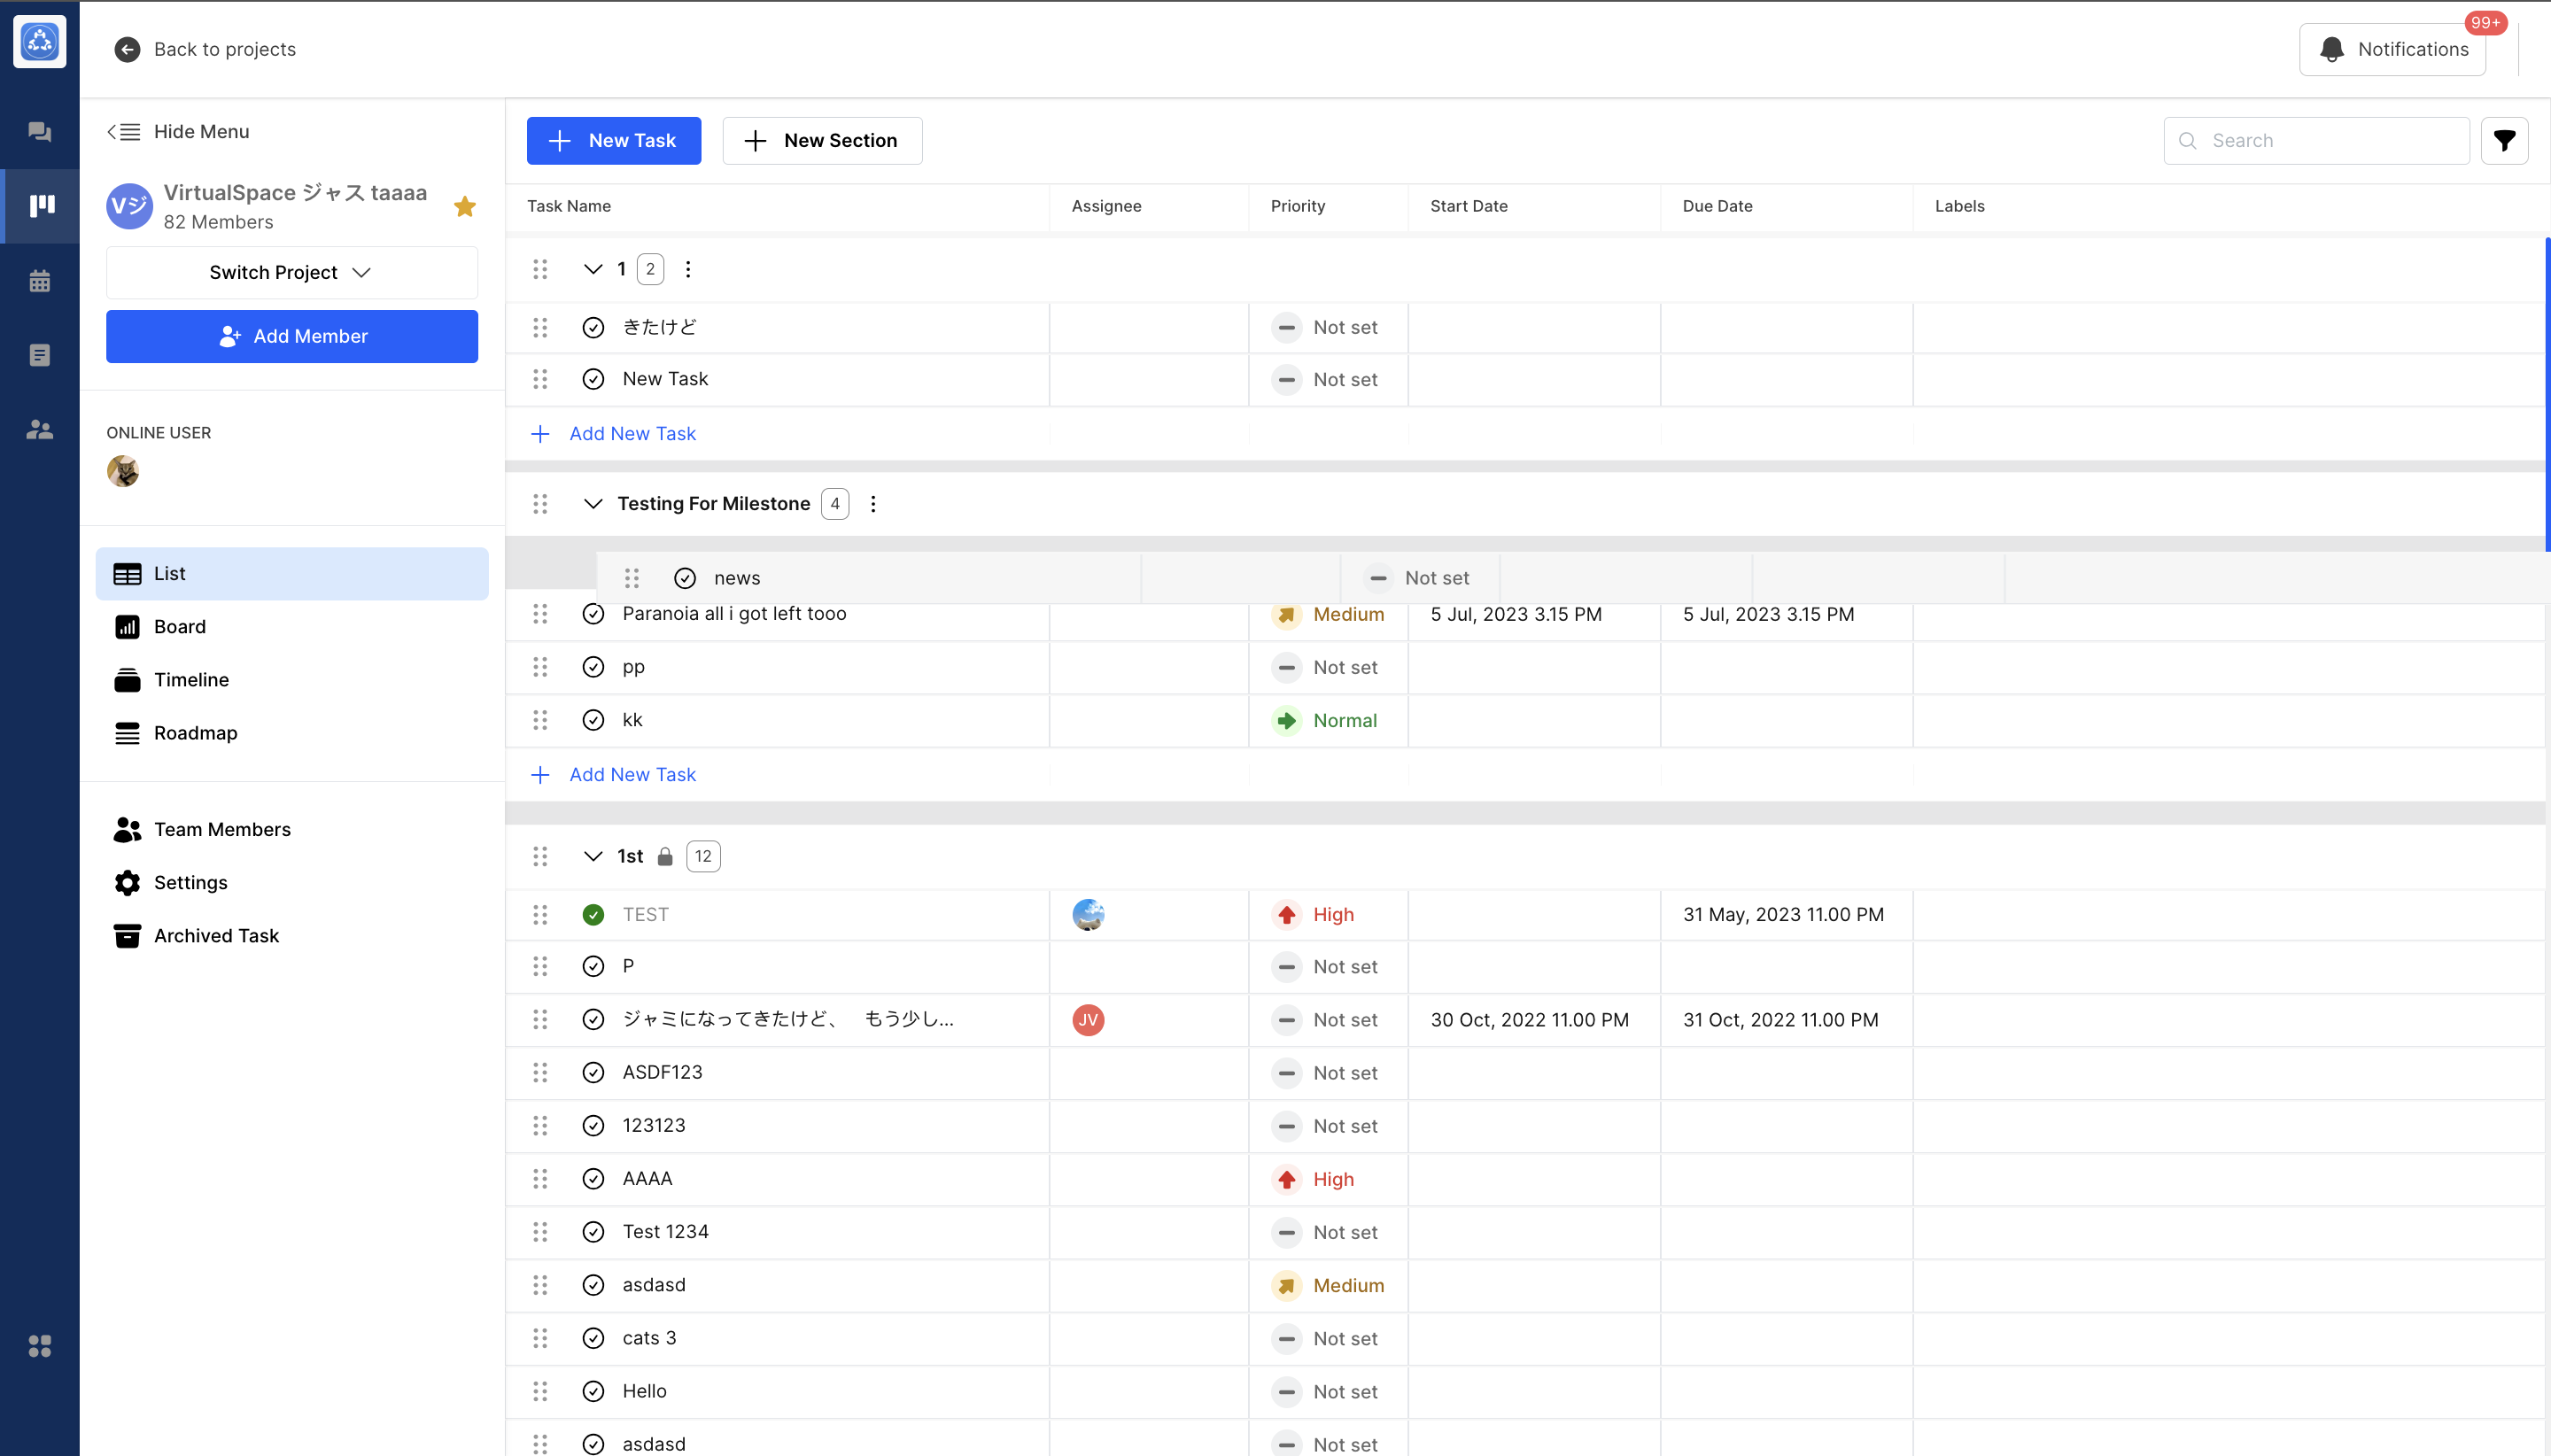 Back to projects
99+
Notifications
Hide Menu
Vジ
VirtualSpace ジャス taaaa
82 Members
Switch Project
Add Member
ONLINE USER
List
Board
Timeline
Roadmap
Team Members
Settings
Archived Task
New Task
New Section
Search
Task Name Assignee Priority Start Date Due Date Labels
1 2
きたけど Not set
New Task Not set
Add New Task
Testing For Milestone 4
news Not set
Paranoia all i got left tooo Medium 5 Jul, 2023 3.15 PM 5 Jul, 2023 3.15 PM
pp Not set
kk Normal
Add New Task
1st 12
TEST High 31 May, 2023 11.00 PM
P Not set
ジャミになってきたけど、 もう少し... JV Not set 30 Oct, 2022 11.00 PM 31 Oct, 2022 11.00 PM
ASDF123 Not set
123123 Not set
AAAA High
Test 1234 Not set
asdasd Medium
cats 3 Not set
Hello Not set
asdasd Not set